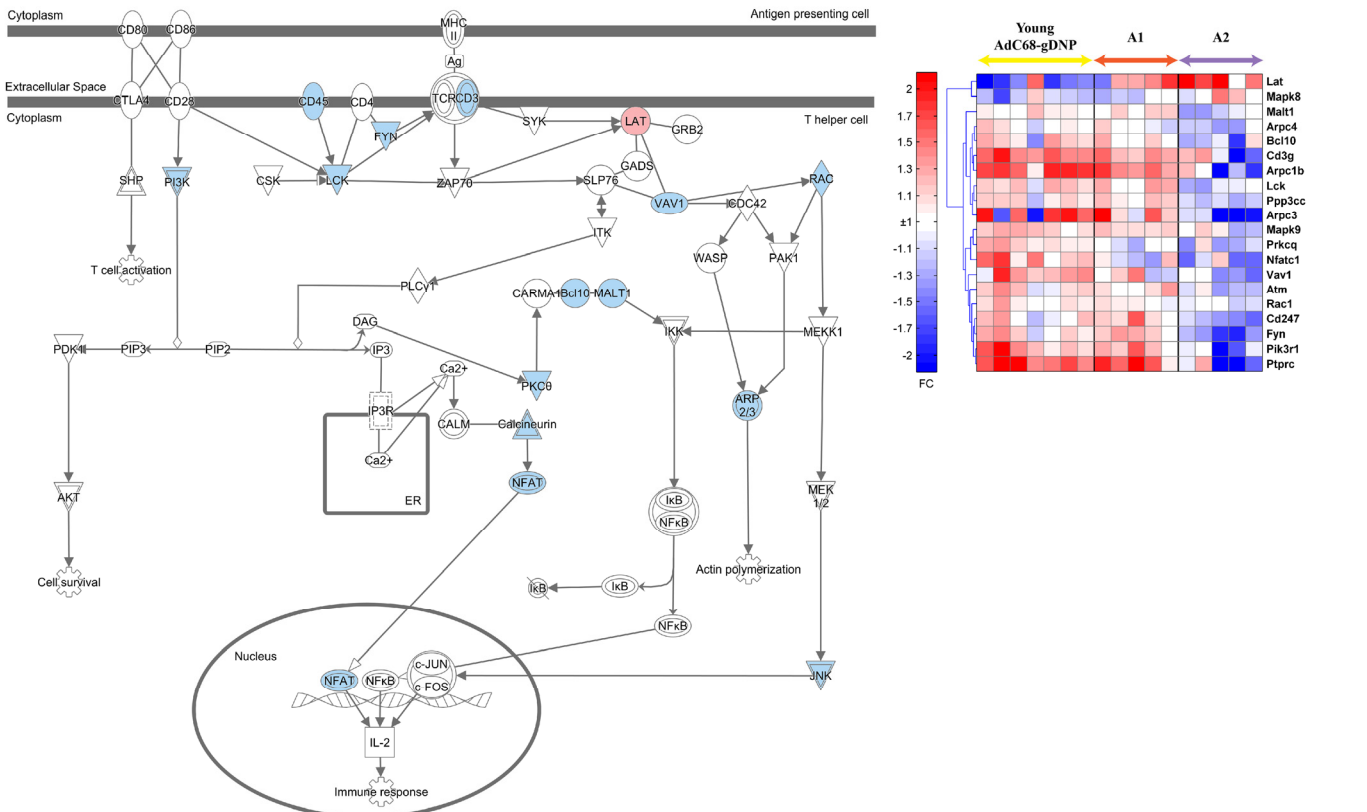 Cytoplasm
Antigen presenting cell
CD80
CD86
MHC
II
Ag
Extracellular Space
Cytoplasm
T helper cell
CTLA4
CD28
CD45
CD4
TCR
CD3
FYN
SYK
LAT
GRB2
GADS
SHP
PI3K
CSK
LCK
ZAP70
SLP76
RAC
VAV1
CDC42
ITK
T cell activation
WASP
PAK1
PLCγ1
CARMA1
Bcl10
MALT1
DAG
IKK
MEKK1
PDK1
PIP3
PIP2
IP3
Ca2+
PKCθ
IP3R
CALM
Calcineurin
ARP
2/3
Ca2+
ER
NFAT
AKT
MEK
1/2
IκB
NFκB
Cell survival
IκB
IκB
Actin polymerization
NFκB
Nucleus
c-JUN
c FOS
NFAT
NFκB
JNK
IL-2
Immune response
Young
AdC68-gDNP
A1
A2
2
1.7
1.5
1.3
1.1
±1
-1.1
-1.3
-1.5
-1.7
-2
FC
Lat
Mapk8
Malt1
Arpc4
Bcl10
Cd3g
Arpc1b
Lck
Ppp3cc
Arpc3
Mapk9
Prkcq
Nfatc1
Vav1
Atm
Rac1
Cd247
Fyn
Pik3r1
Ptprc